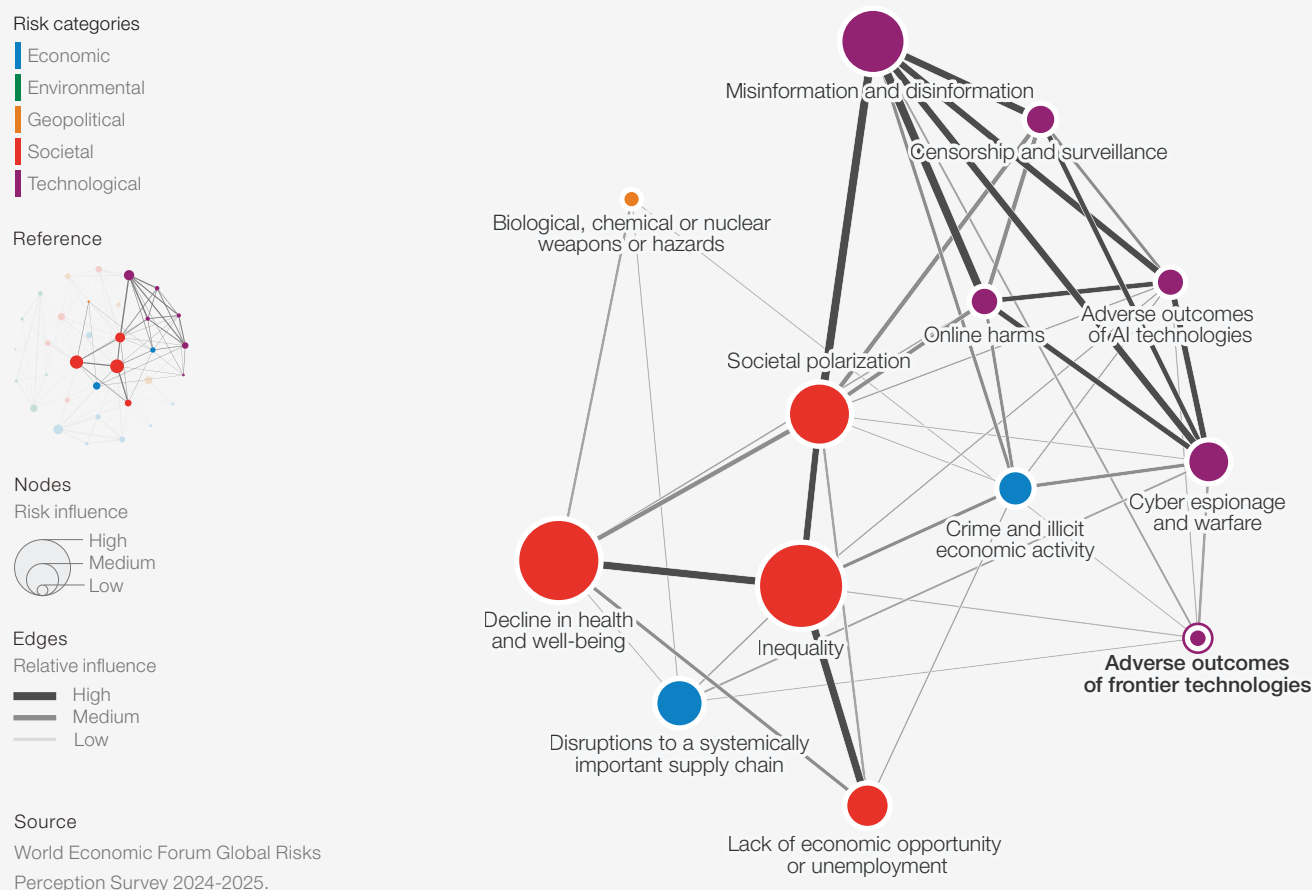 Risk categories
Economic
Environmental
Geopolitical
Societal
Technological
Reference
Nodes
Risk influence
High
Medium
Low
Edges
Relative influence
High
Medium
Low
Source
World Economic Forum Global Risks
Perception Survey 2024-2025.
Misinformation and disinformation
Censorship and surveillance
Biological, chemical or nuclear
weapons or hazards
Adverse outcomes
of AI technologies
Online harms
Societal polarization
Cyber espionage
and warfare
Crime and illicit
economic activity
Decline in health
and well-being
Inequality
Adverse outcomes
of frontier technologies
Disruptions to a systemically
important supply chain
Lack of economic opportunity
or unemployment